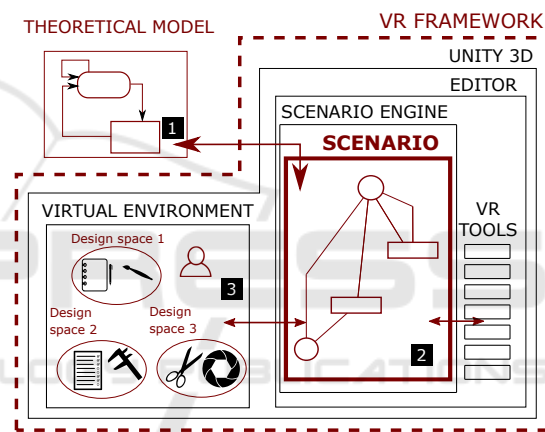 THEORETICAL MODEL
VR FRAMEWORK
UNITY 3D
EDITOR
SCENARIO ENGINE
SCENARIO
1
VIRTUAL ENVIRONMENT
VR
TOOLS
Design space 1
3
Design
space 2
Design
space 3
2